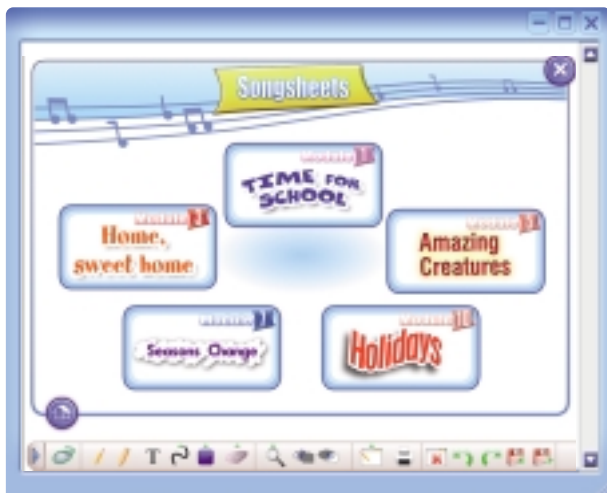 Songsheets
TIME FOR
SCHOOL
Home,
sweet home
Amazing
Creatures
Seasons Change
Holidays
T